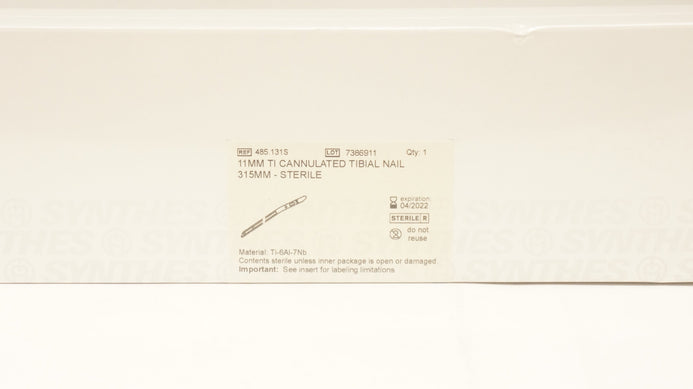 REF 485.131S LOT 7386911 Qty: 1
11MM TI CANNULATED TIBIAL NAIL
315MM - STERILE
expiration
04/2022
STERILE R
do not
reuse
Material: Ti-6Al-7Nb
Contents sterile unless inner package is open or damaged
Important: See insert for labeling limitations
SYNTHES SYNTHES
SYNTHES SYNTHES